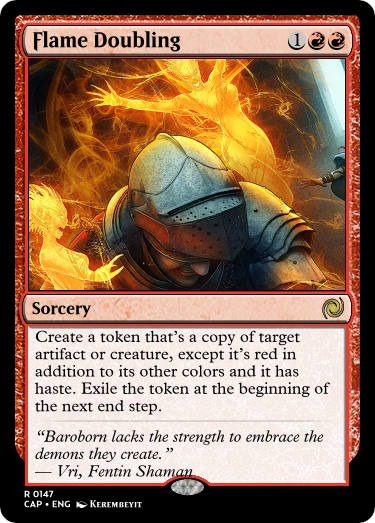 Flame Doubling 1
Sorcery
Create a token that's a copy of target
artifact or creature, except it's red in
addition to its other colors and it has
haste. Exile the token at the beginning of
the next end step.
“Baroborn lacks the strength to embrace the
demons they create.”
— Vri, Fentin Shaman
R 0147
CAP • ENG Kerembeyit